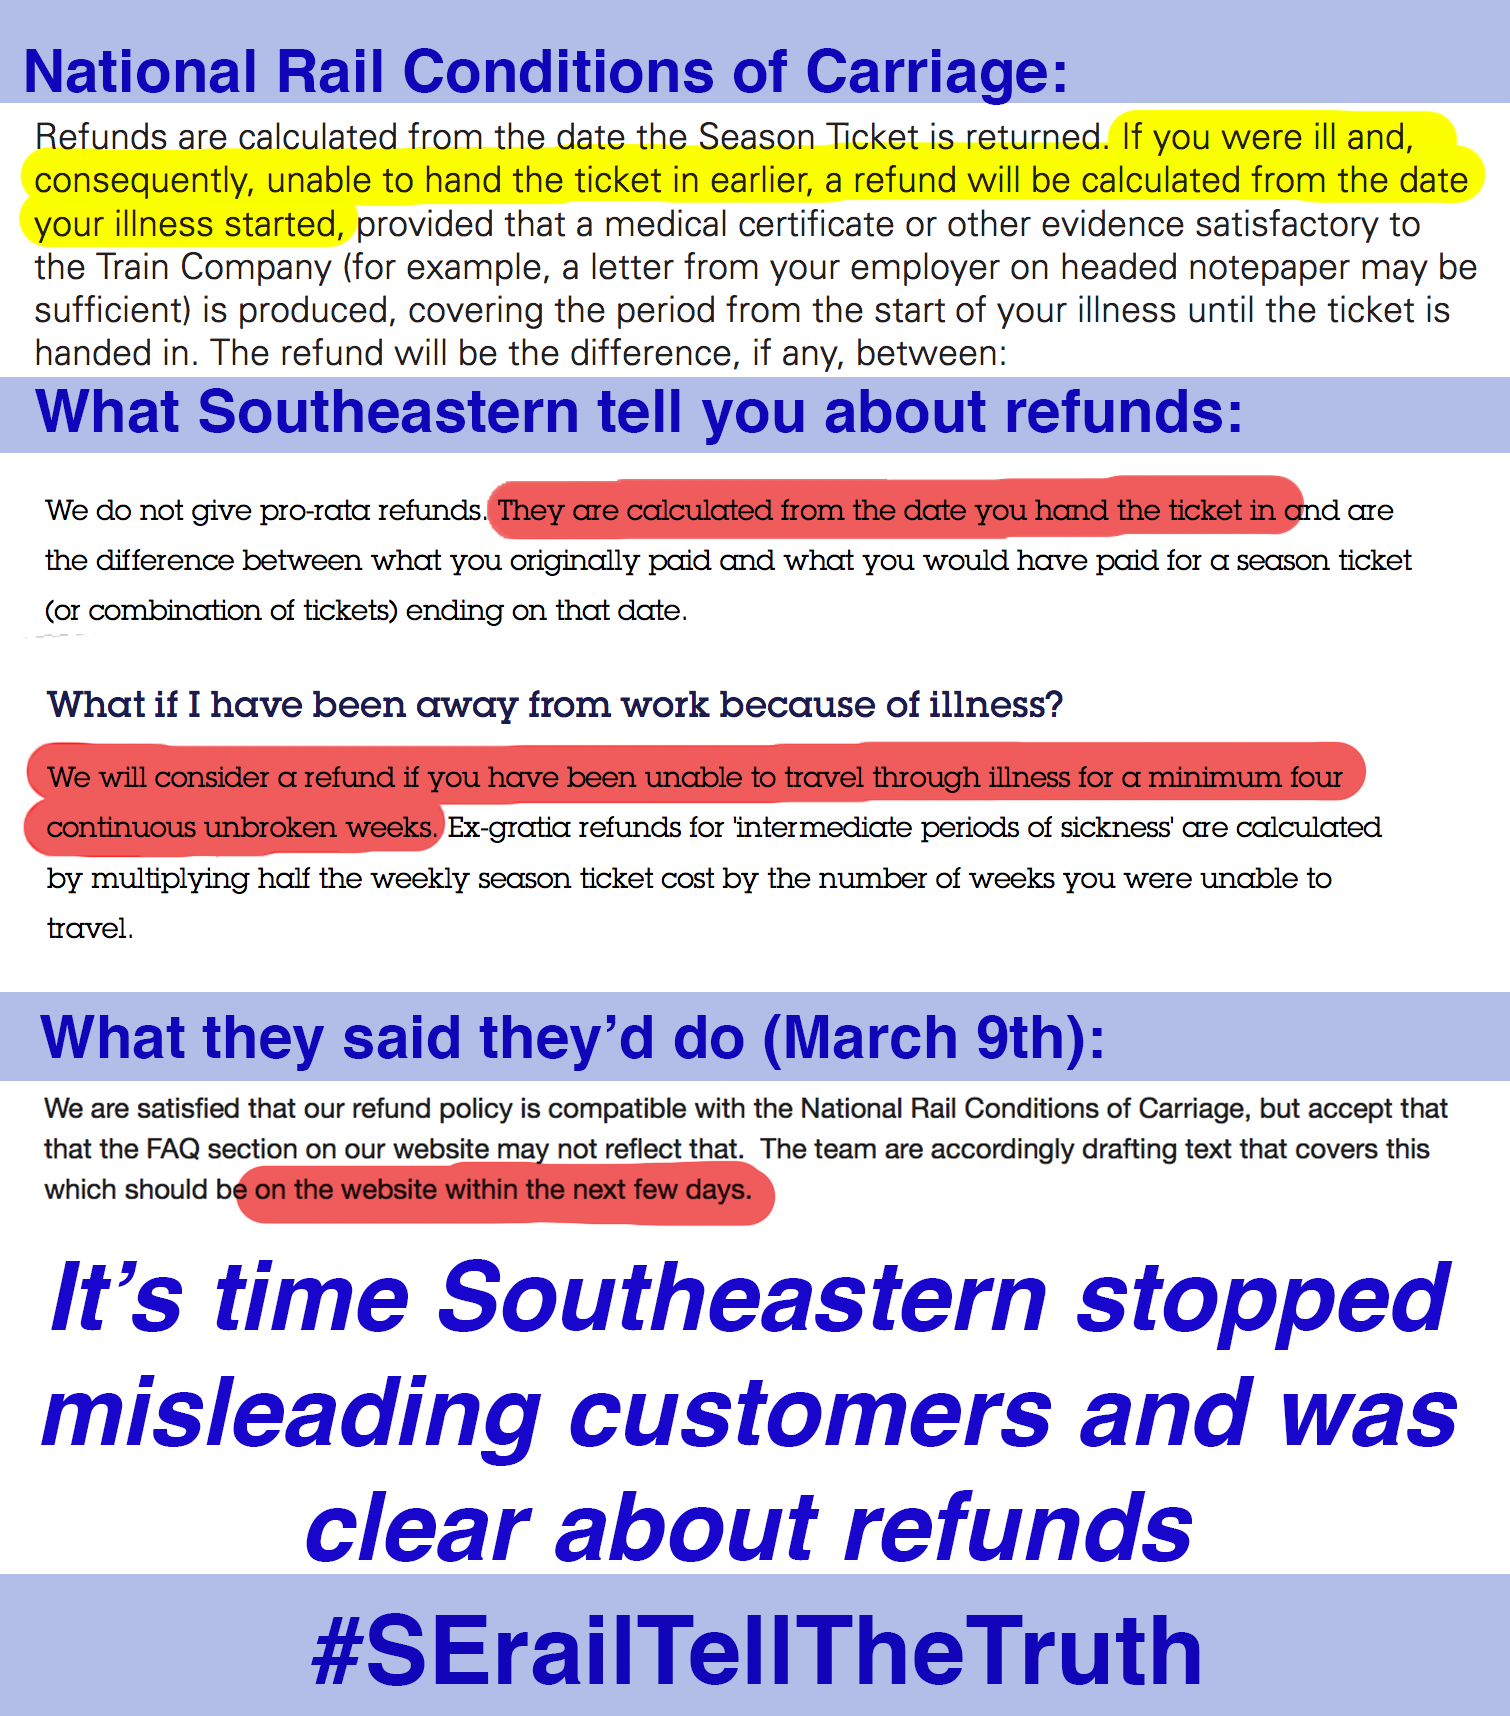 National Rail Conditions of Carriage:
Refunds are calculated from the date the Season Ticket is returned. If you were ill and,
consequently, unable to hand the ticket in earlier, a refund will be calculated from the date
your illness started, provided that a medical certificate or other evidence satisfactory to
the Train Company (for example, a letter from your employer on headed notepaper may be
sufficient) is produced, covering the period from the start of your illness until the ticket is
handed in. The refund will be the difference, if any, between:
What Southeastern tell you about refunds:
We do not give pro-rata refunds. They are calculated from the date you hand the ticket in and are
the difference between what you originally paid and what you would have paid for a season ticket
(or combination of tickets) ending on that date.
What if I have been away from work because of illness?
We will consider a refund if you have been unable to travel through illness for a minimum four
continuous unbroken weeks. Ex-gratia refunds for 'intermediate periods of sickness' are calculated
by multiplying half the weekly season ticket cost by the number of weeks you were unable to
travel.
What they said they’d do (March 9th):
We are satisfied that our refund policy is compatible with the National Rail Conditions of Carriage, but accept that
that the FAQ section on our website may not reflect that.  The team are accordingly drafting text that covers this
which should be on the website within the next few days.
It’s time Southeastern stopped
misleading customers and was
clear about refunds
#SErailTellTheTruth